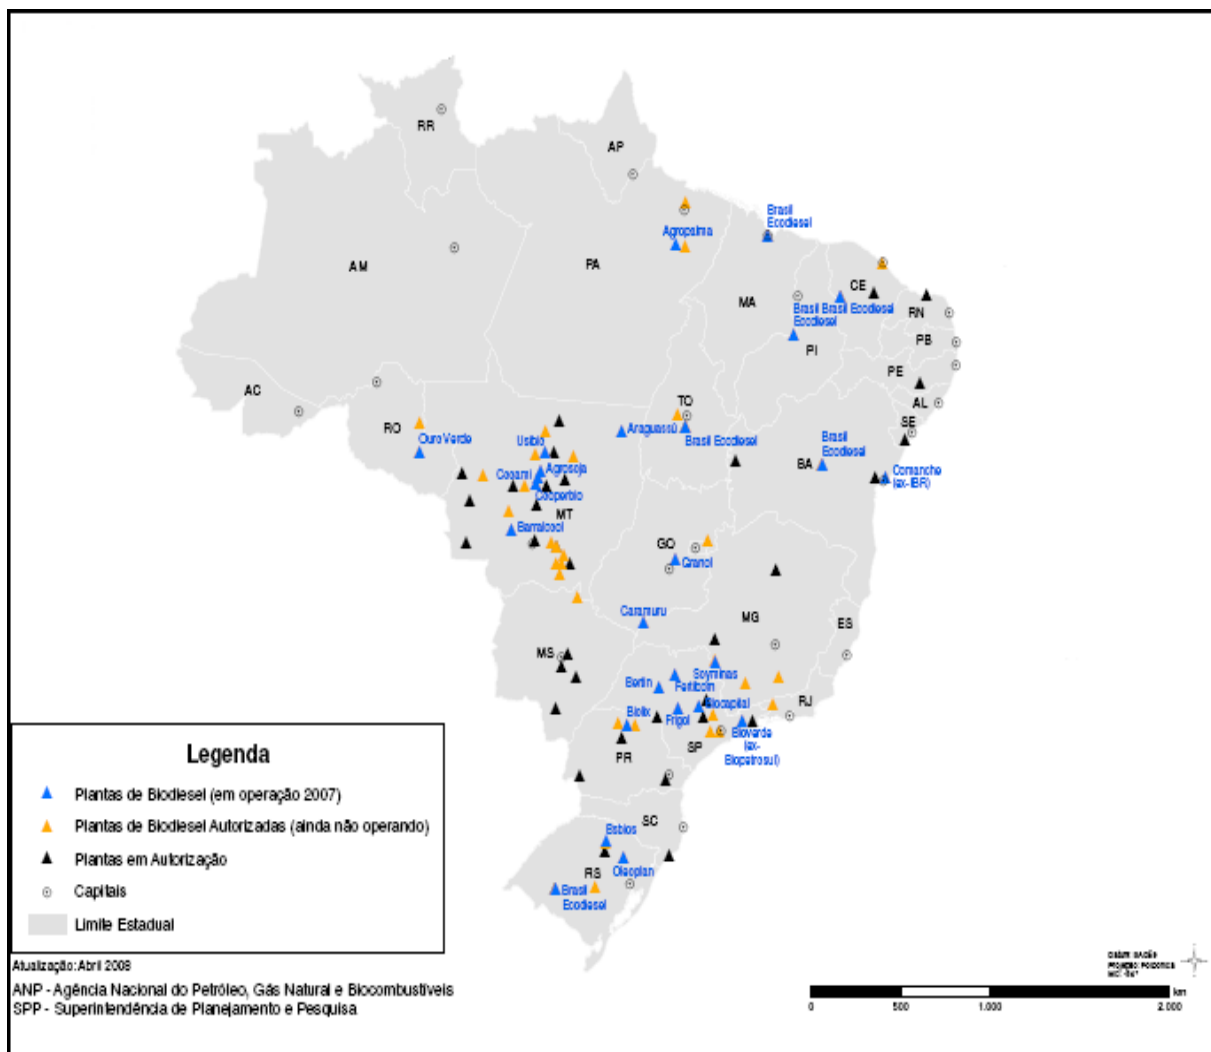 RR
AP
Brasil
Ecodiesel
Agropalma
AM
PA
MA
CE
Brasil Brasil Ecodiesel
Ecodiesel
RN
PI
PB
PE
AC
AL
TO
SE
RO
Araguassú
Ouro Verde
Usibio
Brasil Ecodiesel
Brasil
Ecodiesel
BA
Agrosoja
Cooami
Comanche
(ex-IBR)
Cooperbio
MT
Barralcool
GO
Granol
Caramuru
MG
ES
MS
Soyminas
Bertin
Fertibom
RJ
Biocapital
Biolix
Frigol
Bioverde
(ex-
Biopetrosul)
SP
PR
SC
Bsbios
Oleoplan
RS
Brasil
Ecodiesel
Legenda
Plantas de Biodiesel (em operação 2007)
Plantas de Biodiesel Autorizadas (ainda não operando)
Plantas em Autorização
Capitais
Limite Estadual
Atualização: Abril 2008
ANP - Agência Nacional do Petróleo, Gás Natural e Biocombustíveis
SPP - Superintendência de Planejamento e Pesquisa
km
0 500 1.000 2.000